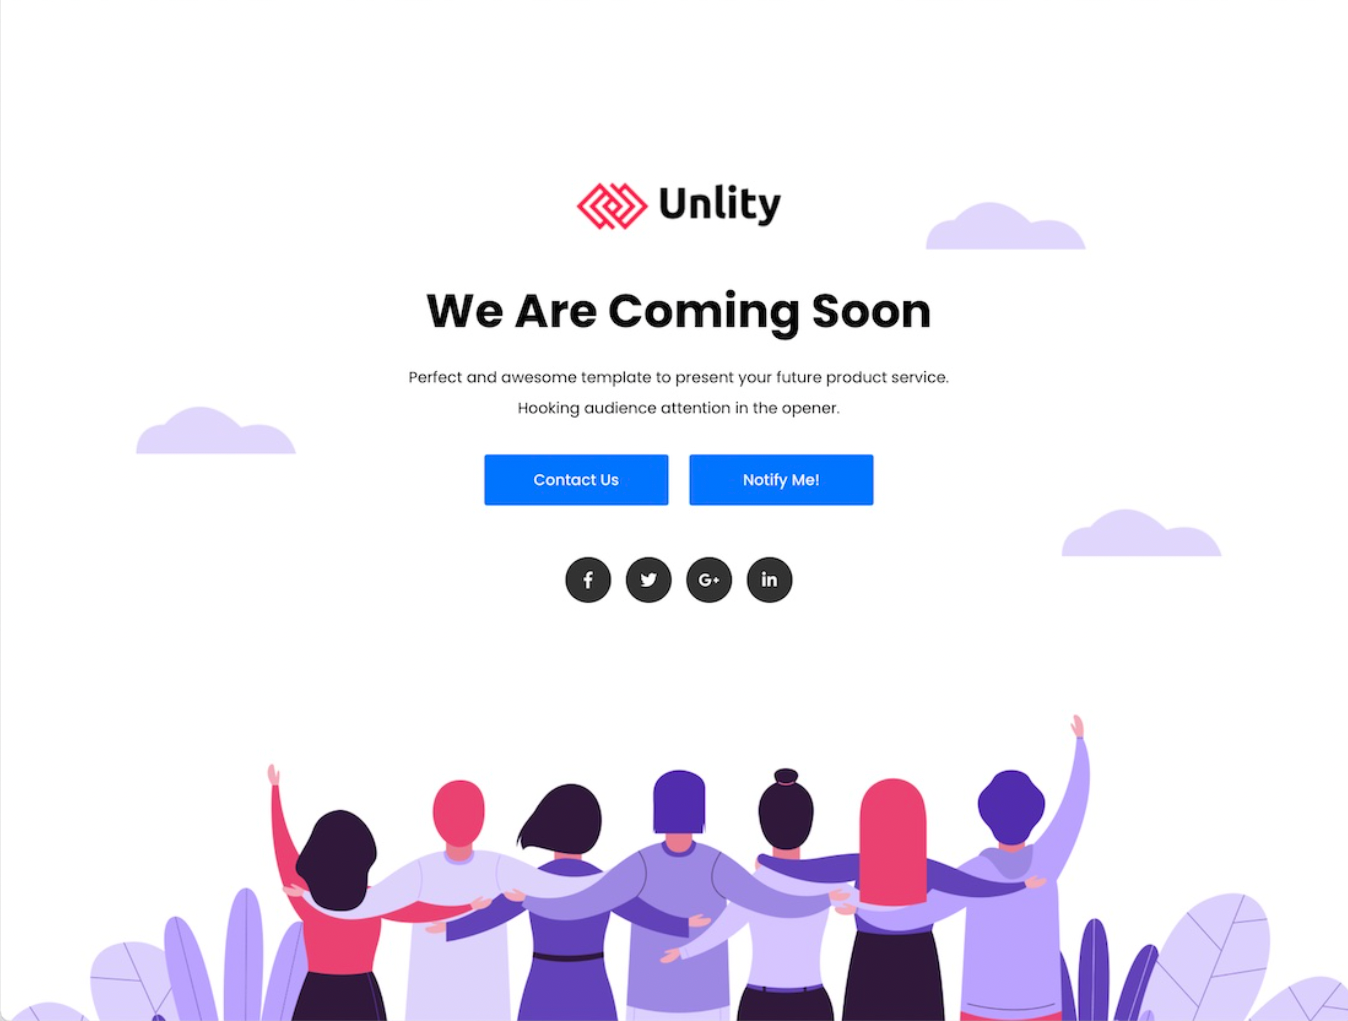 Unlity
We Are Coming Soon
Perfect and awesome template to present your future product service.
Hooking audience attention in the opener.
Contact Us
Notify Me!
f
G+
in